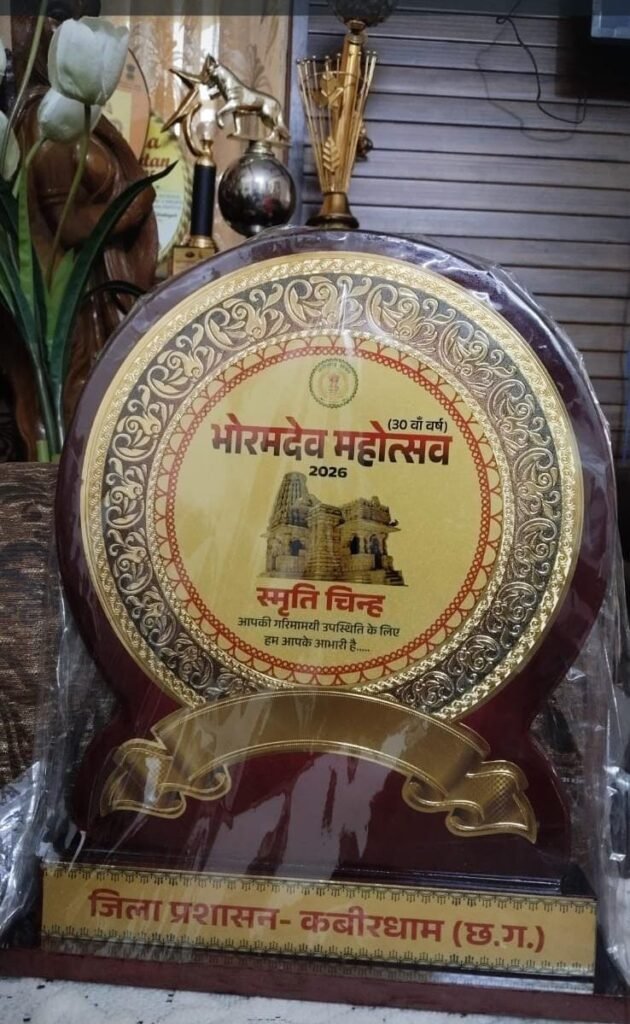 (30 वाँ वर्ष)
भोरमदेव महोत्सव
2026
स्मृति चिन्ह
आपकी गरिमामयी उपस्थिति के लिए
हम आपके आभारी है.....
जिला प्रशासन- कबीरधाम (छ.ग.)